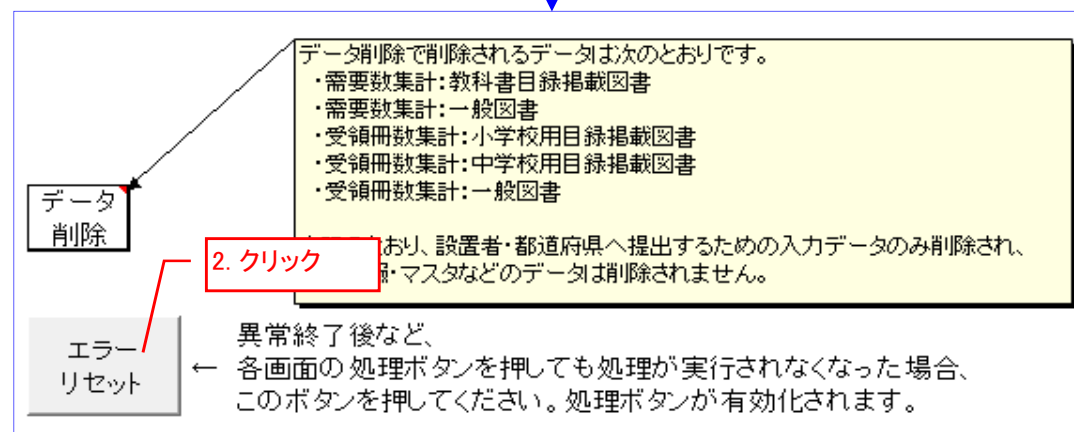 データ削除で削除されるデータは次のとおりです。
・需要数集計:教科書目録掲載図書
・需要数集計:一般図書
・受領冊数集計:小学校用目録掲載図書
・受領冊数集計:中学校用目録掲載図書
・受領冊数集計:一般図書
おり、設置者・都道府県へ提出するための入力データのみ削除され、
・マスタなどのデータは削除されません。
データ
削除
2. クリック
エラー
リセット
← 異常終了後など、
各画面の処理ボタンを押しても処理が実行されなくなった場合、
このボタンを押してください。処理ボタンが有効化されます。